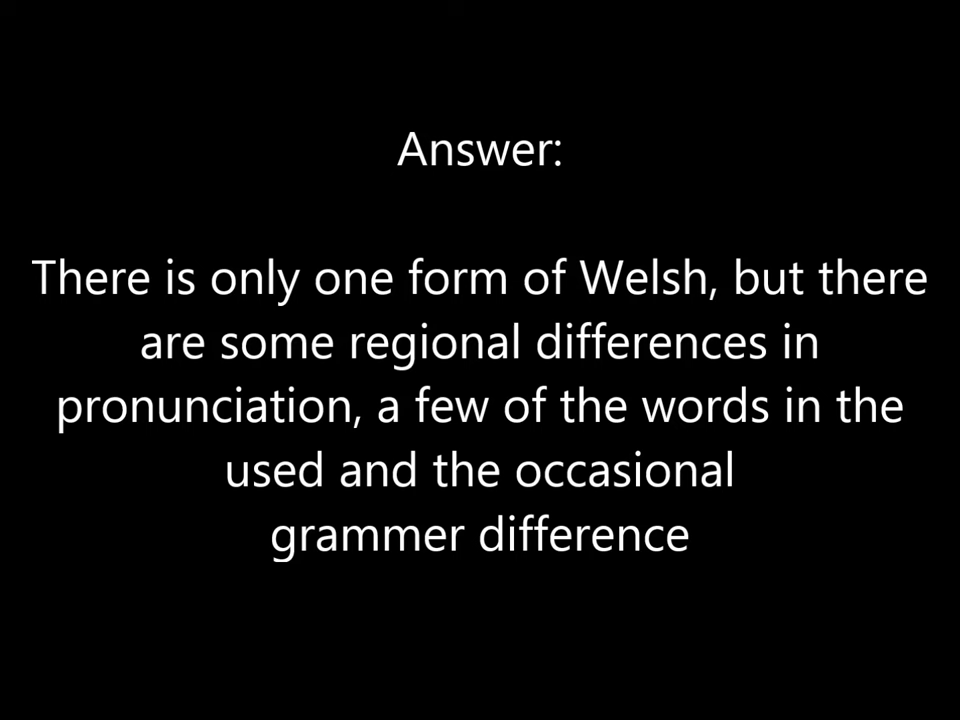 Answer:
There is only one form of Welsh, but there
are some regional differences in
pronunciation, a few of the words in the
used and the occasional
grammer difference